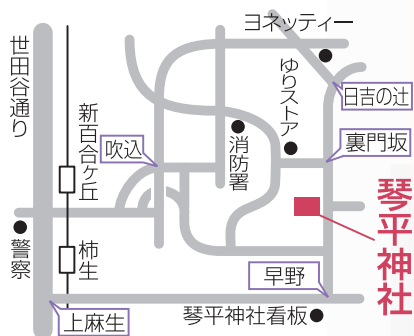 ヨネッティー
世田谷通り
ゆりストア
日吉の辻
新百合ヶ丘
消防署
裏門坂
吹込
琴平神社
警察
柿生
早野
上麻生
琴平神社看板